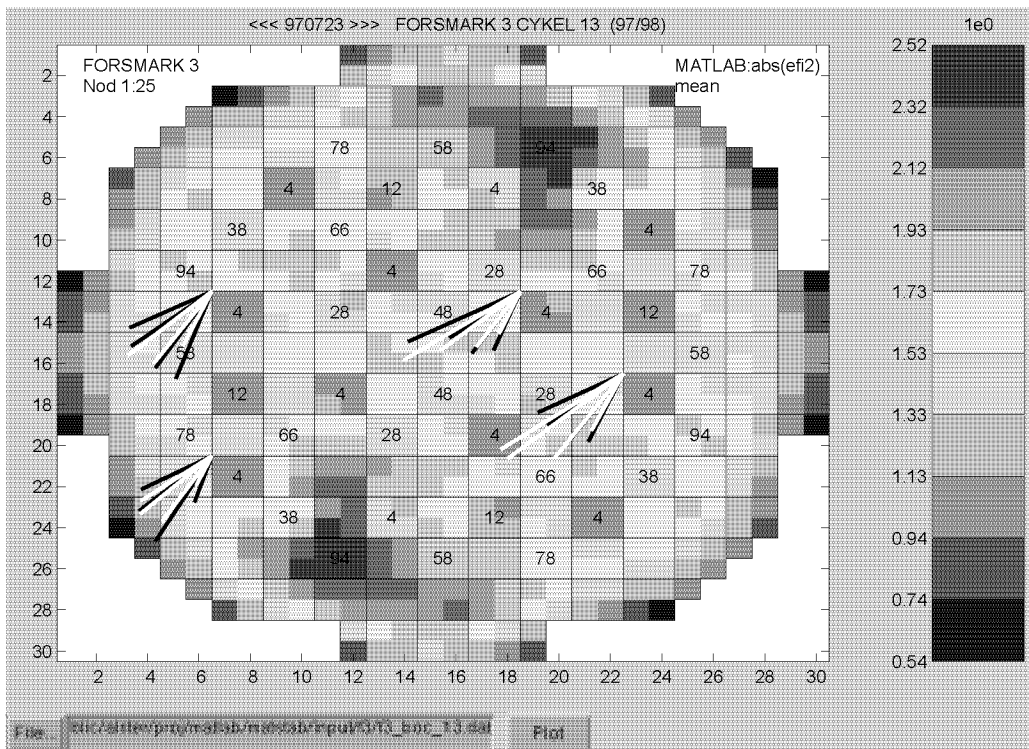 <<< 970723 >>> FORSMARK 3 CYKEL 13 (97/98)
1e0
FORSMARK 3
Nod 1:25
MATLAB:abs(efi2)
mean
2
4
6
8
10
12
14
16
18
20
22
24
26
28
30
78 58 94
4 12 4 38
38 66 4
94 4 28 66 78
4 28 48 4 12
58 58
12 4 48 28 4
78 66 28 4 94
4 66 38
38 4 12 4
94 58 78
2 4 6 8 10 12 14 16 18 20 22 24 26 28 30
2.52
2.32
2.12
1.93
1.73
1.53
1.33
1.13
0.94
0.74
0.54
File... Plot